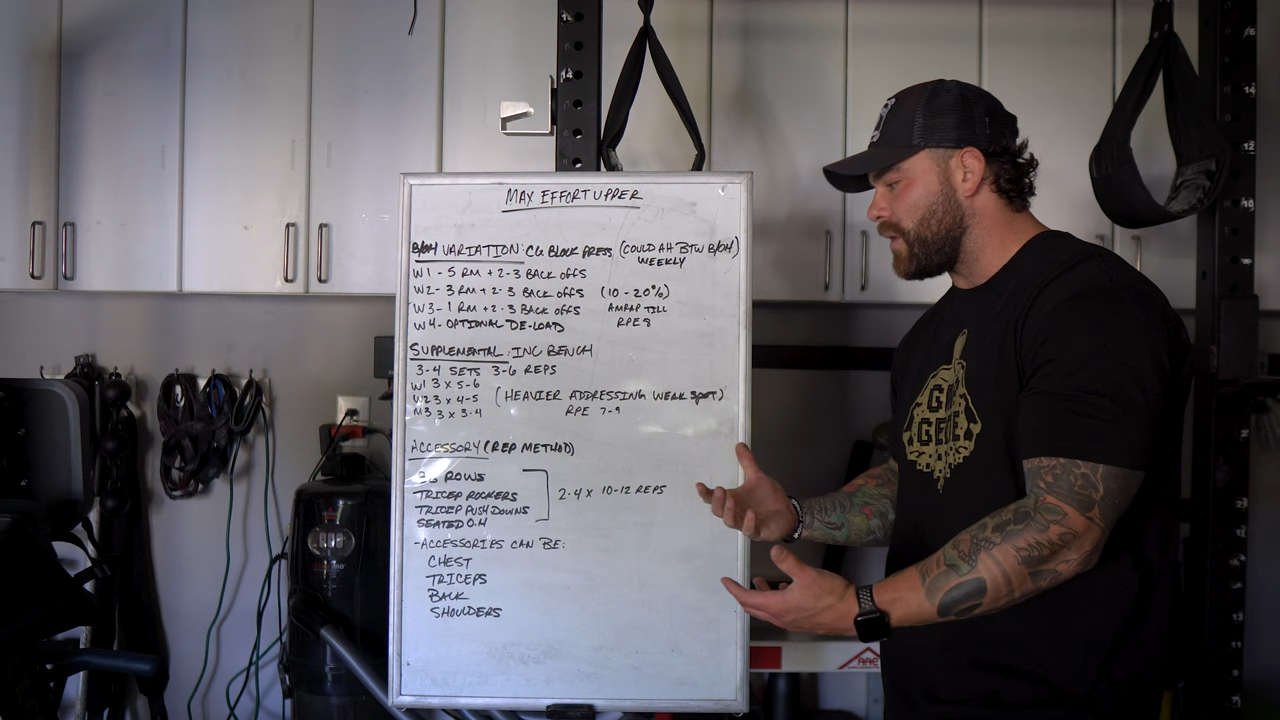 MAX EFFORT UPPER
B/OH VARIATION: CG BLOCK PRESS (COULD AH BTW B/OH)
WEEKLY
W1 - 5 RM + 2-3 BACK OFFS
W2 - 3 RM + 2-3 BACK OFFS (10-20%)
W3 - 1 RM + 2-3 BACK OFFS AMRAP TILL
W4 - OPTIONAL DE-LOAD RPE 8
SUPPLEMENTAL: INC BENCH
3-4 SETS 3-6 REPS
W1 3 x 5-6
W2 3 x 4-5 (HEAVIER ADDRESSING WEAK SPOT)
W3 3 x 3-4 RPE 7-9
ACCESSORY (REP METHOD)
ROWS
TRICEP ROCKERS 2-4 x 10-12 REPS
TRICEP PUSHDOWNS
SEATED O.H
-ACCESSORIES CAN BE:
CHEST
TRICEPS
BACK
SHOULDERS